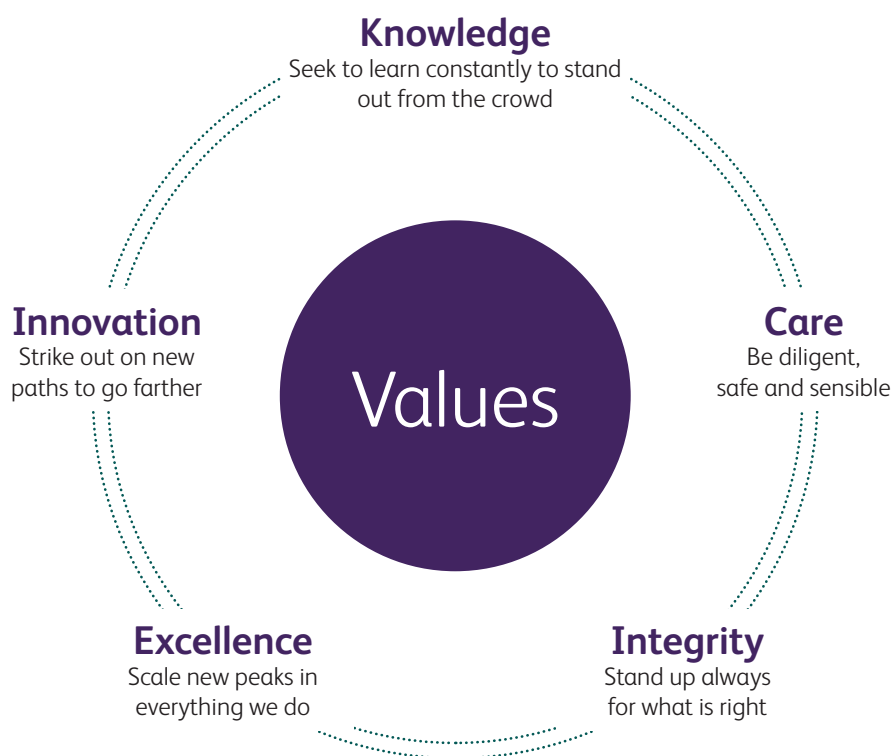 Knowledge
Seek to learn constantly to stand
out from the crowd
Innovation
Strike out on new
paths to go farther
Values
Care
Be diligent,
safe and sensible
Excellence
Scale new peaks in
everything we do
Integrity
Stand up always
for what is right